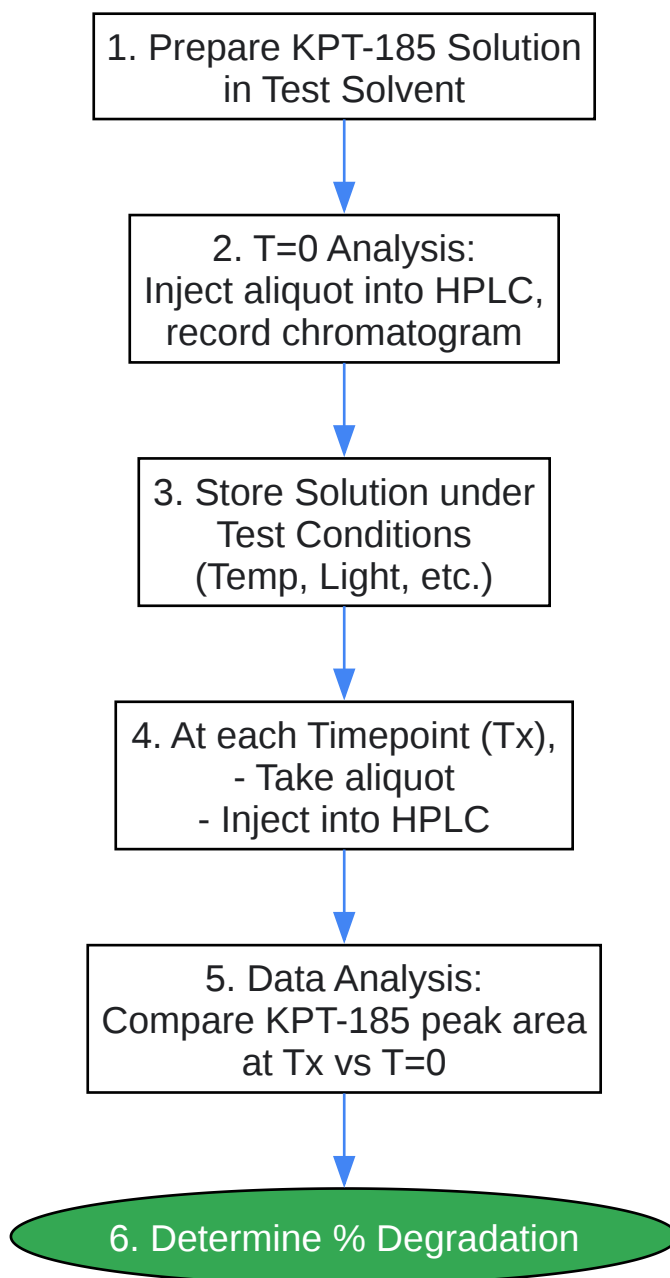 1. Prepare KPT-185 Solution
in Test Solvent
2. T=0 Analysis:
Inject aliquot into HPLC,
record chromatogram
3. Store Solution under
Test Conditions
(Temp, Light, etc.)
4. At each Timepoint (Tx),
- Take aliquot
- Inject into HPLC
5. Data Analysis:
Compare KPT-185 peak area
at Tx vs T=0
6. Determine % Degradation